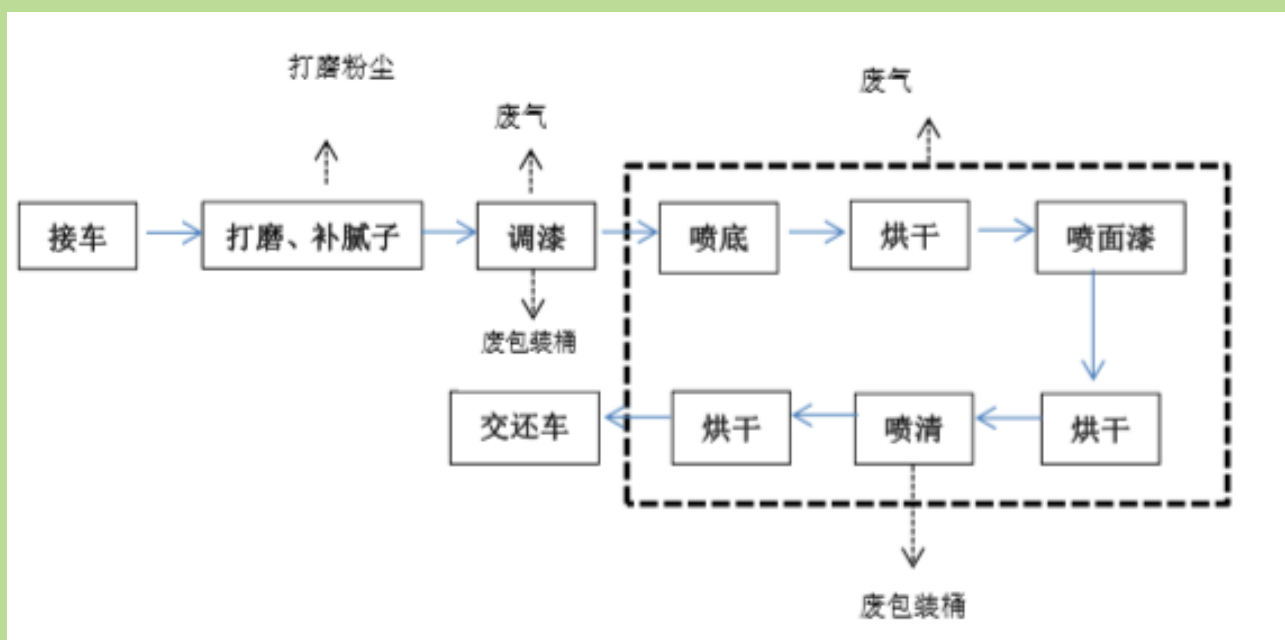 打磨粉尘
废气
废气
接车
打磨、补腻子
调漆
喷底
烘干
喷面漆
废包装桶
交还车
烘干
喷清
烘干
废包装桶